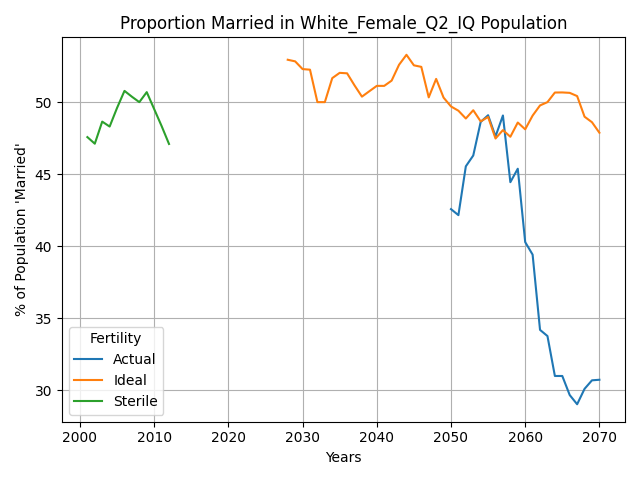 Proportion Married in White_Female_Q2_IQ Population
% of Population 'Married'
50
45
40
35
30
Fertility
Actual
Ideal
Sterile
2000 2010 2020 2030 2040 2050 2060 2070
Years